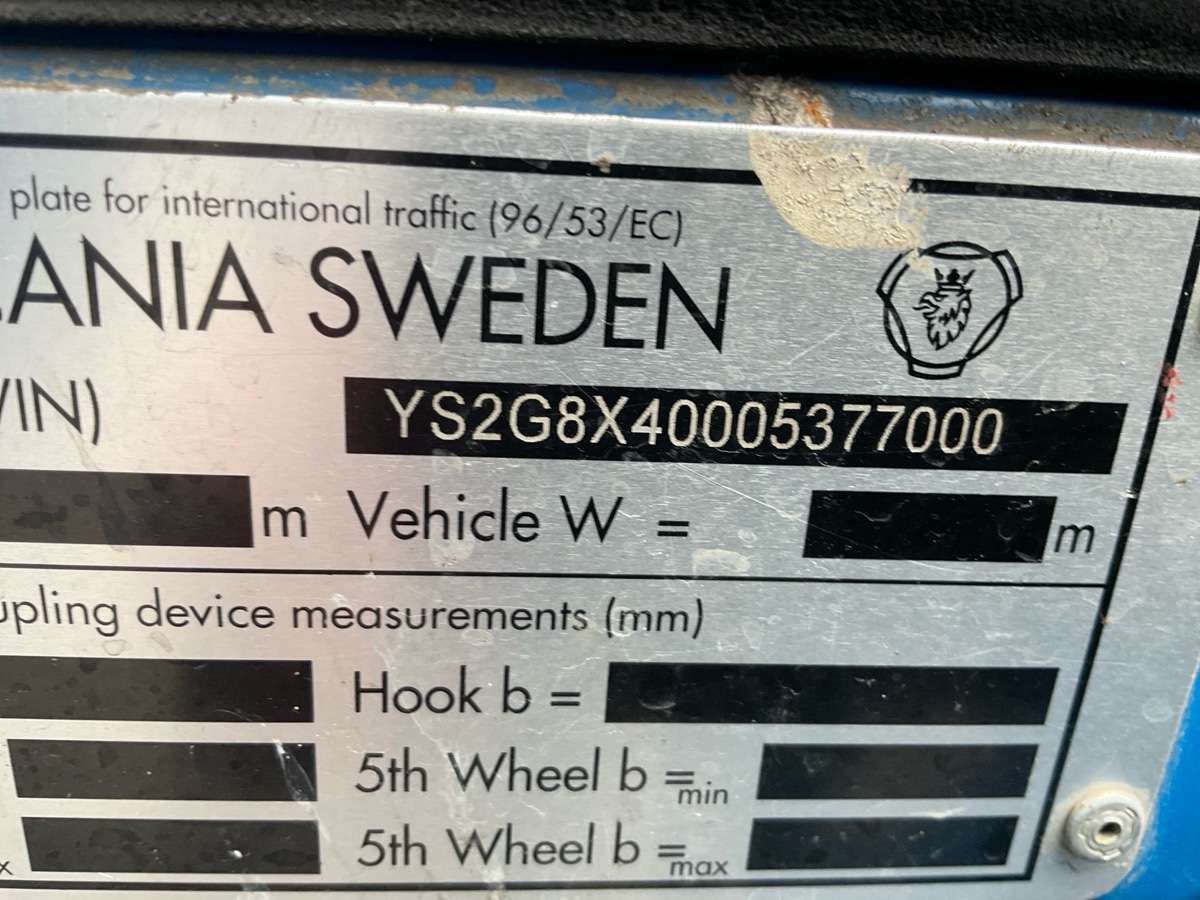 plate for international traffic (96/53/EC)
ANIA SWEDEN
VIN) YS2G8X40005377000
m Vehicle W = m
upling device measurements (mm)
Hook b =
5th Wheel b =min
x 5th Wheel b =max